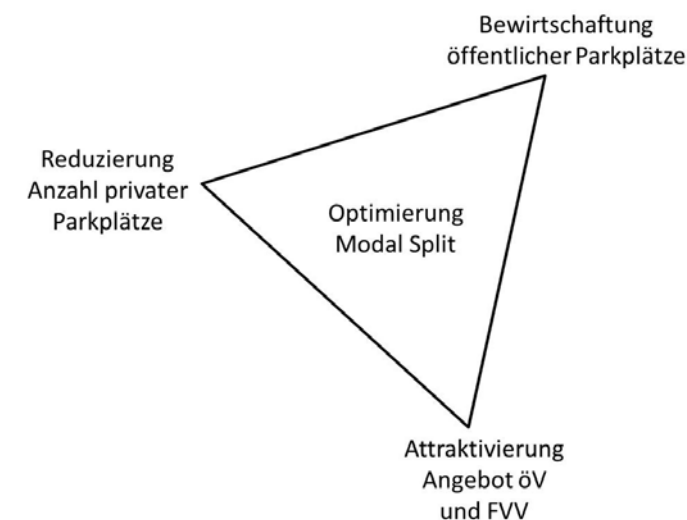 Bewirtschaftung
öffentlicher Parkplätze
Reduzierung
Anzahl privater
Parkplätze
Optimierung
Modal Split
Attraktivierung
Angebot öV
und FVV